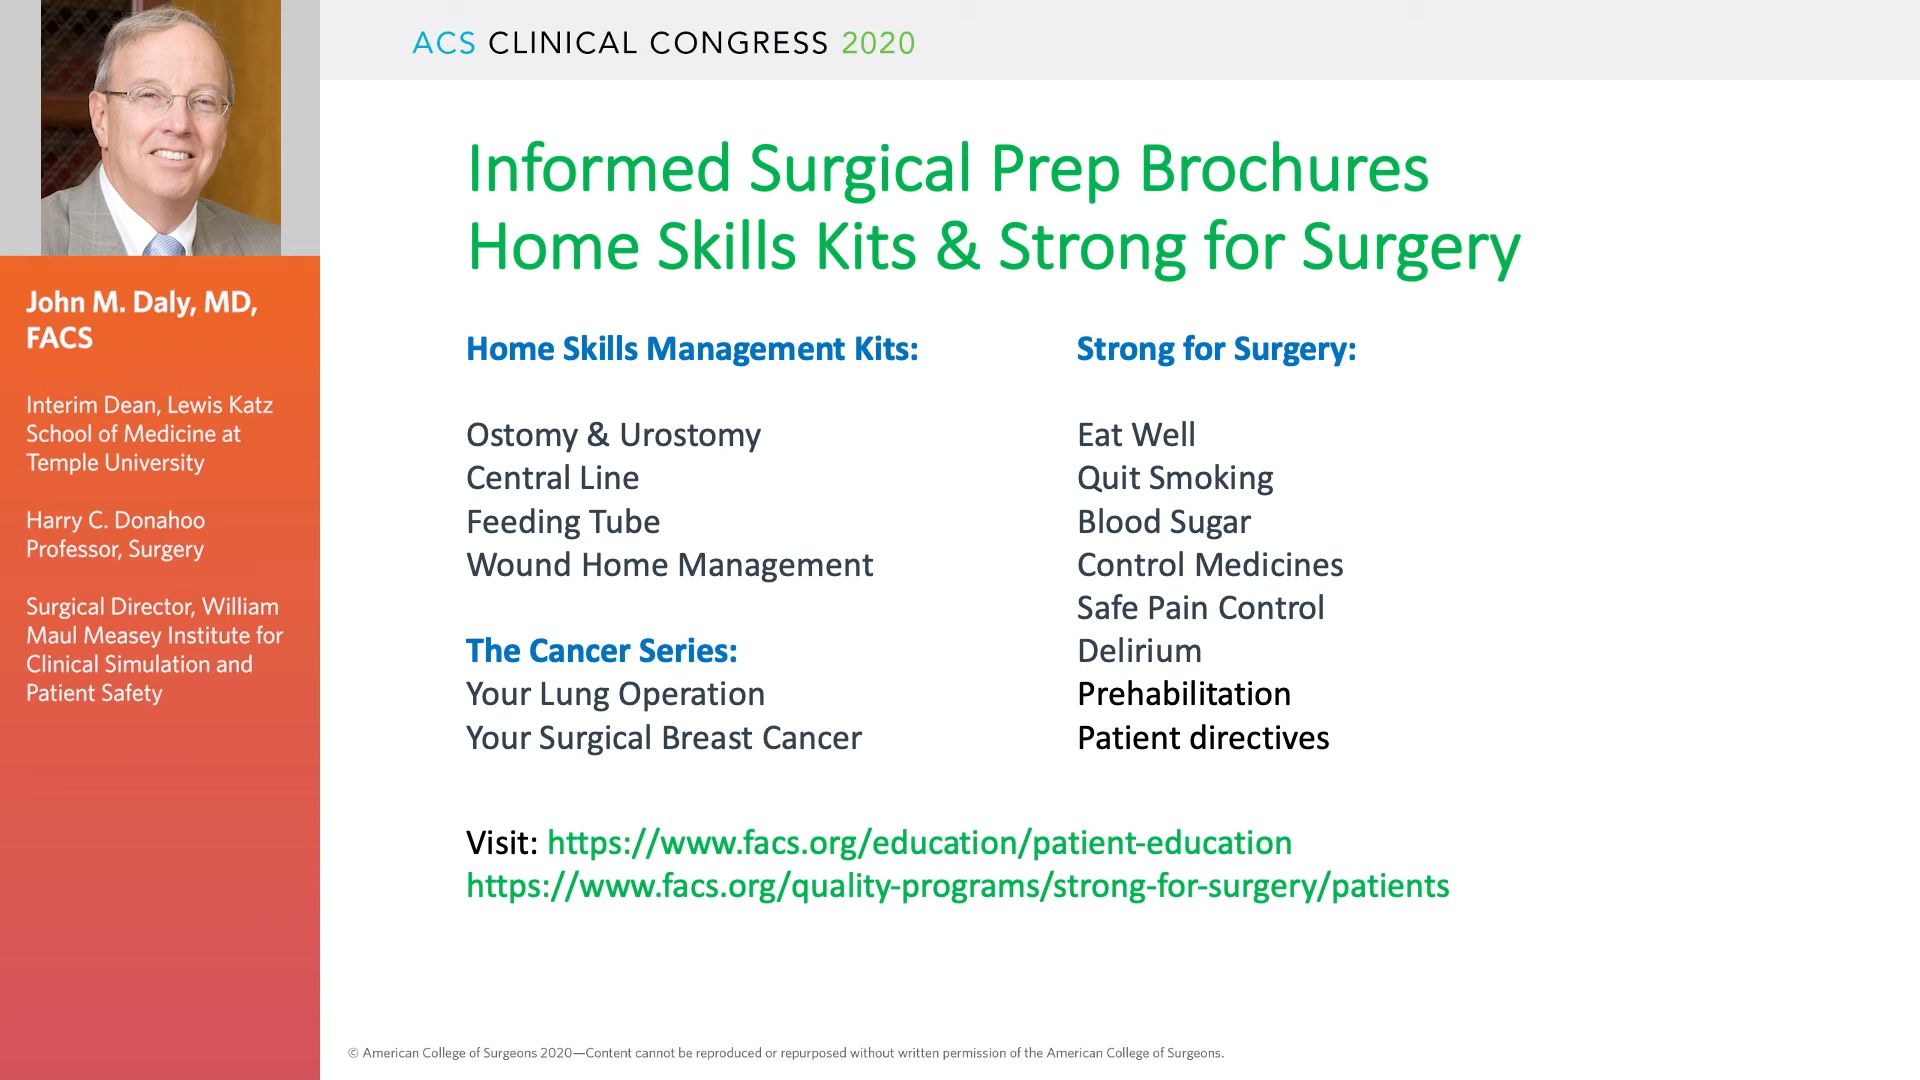 ACS CLINICAL CONGRESS 2020
John M. Daly, MD,
FACS
Interim Dean, Lewis Katz
School of Medicine at
Temple University
Harry C. Donahoo
Professor, Surgery
Surgical Director, William
Maul Measey Institute for
Clinical Simulation and
Patient Safety
Informed Surgical Prep Brochures
Home Skills Kits & Strong for Surgery
Home Skills Management Kits:
Ostomy & Urostomy
Central Line
Feeding Tube
Wound Home Management
The Cancer Series:
Your Lung Operation
Your Surgical Breast Cancer
Strong for Surgery:
Eat Well
Quit Smoking
Blood Sugar
Control Medicines
Safe Pain Control
Delirium
Prehabilitation
Patient directives
Visit: https://www.facs.org/education/patient-education
https://www.facs.org/quality-programs/strong-for-surgery/patients
© American College of Surgeons 2020—Content cannot be reproduced or repurposed without written permission of the American College of Surgeons.